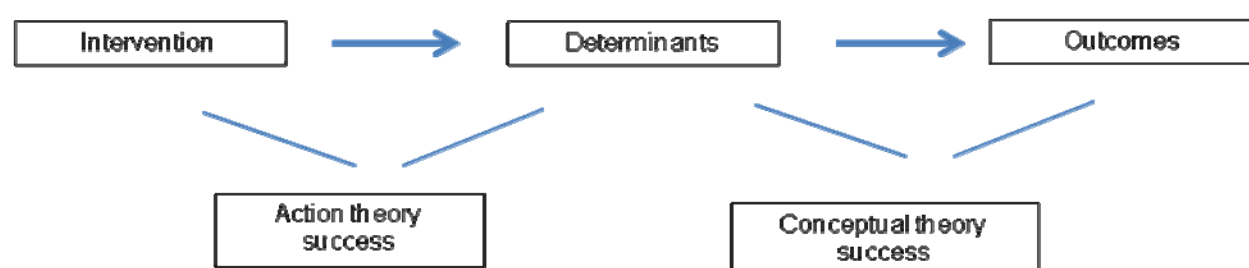 Intervention
Determinants
Outcomes
Action theory
success
Conceptual theory
success